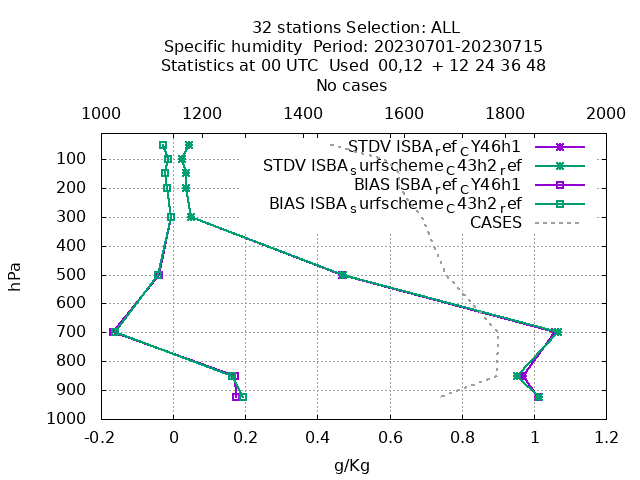 32 stations Selection: ALL
Specific humidity  Period: 20230701-20230715
Statistics at 00 UTC  Used  00,12  + 12 24 36 48
No cases
1000 1200 1400 1600 1800 2000
STDV ISBA_ref_CY46h1
STDV ISBA_surfscheme_C43h2_ref
BIAS ISBA_ref_CY46h1
BIAS ISBA_surfscheme_C43h2_ref
CASES
hPa
100
200
300
400
500
600
700
800
900
1000
-0.2 0 0.2 0.4 0.6 0.8 1 1.2
g/Kg